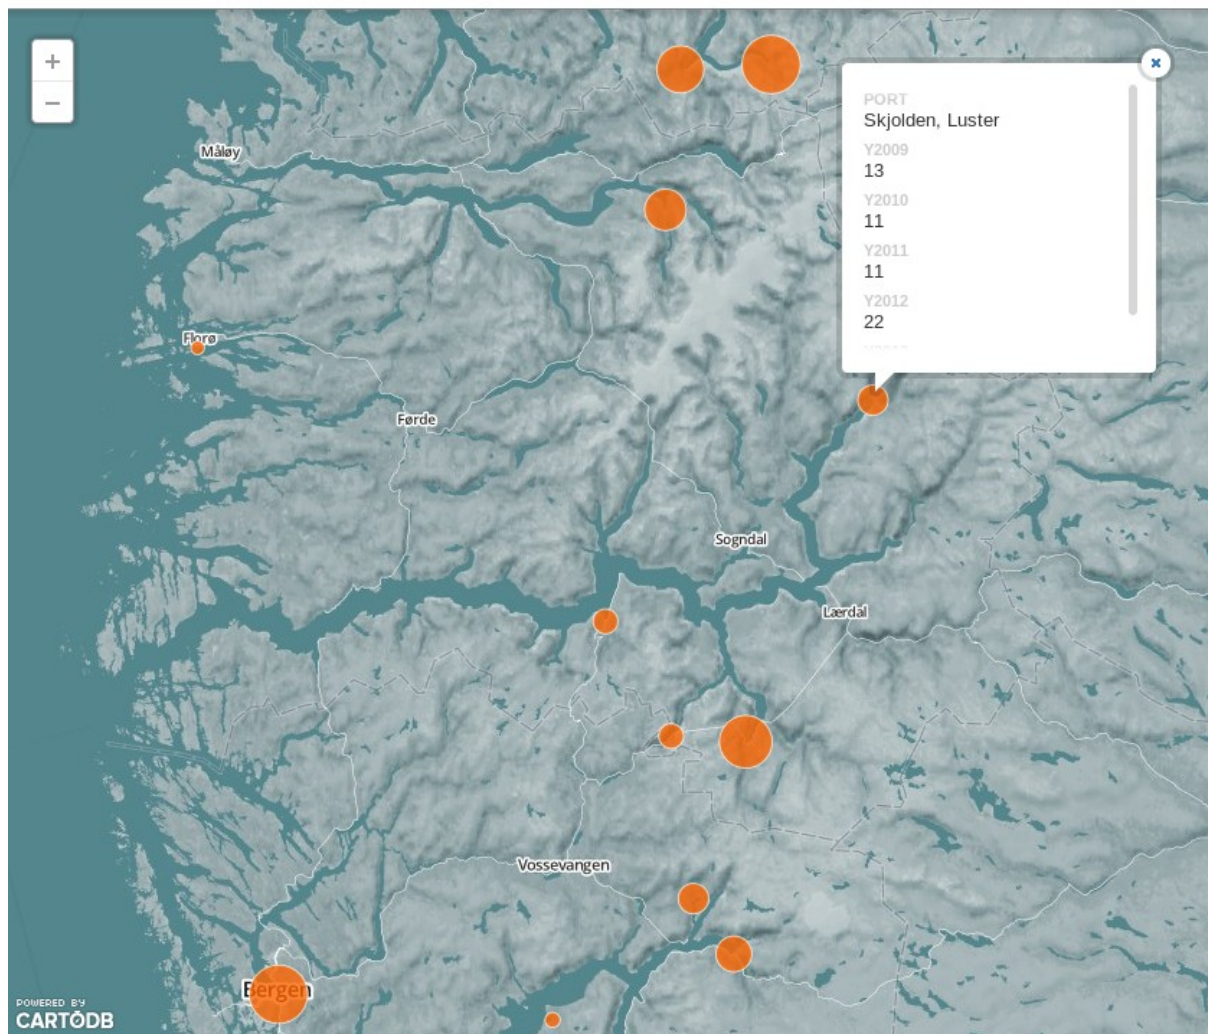 +
PORT
Skjolden, Luster
Y2009
13
Y2010
11
Y2011
11
Y2012
22
−
Måløy
Florø
Førde
Sogndal
Lærdal
Vossevangen
Bergen
POWERED BY
CARTODB